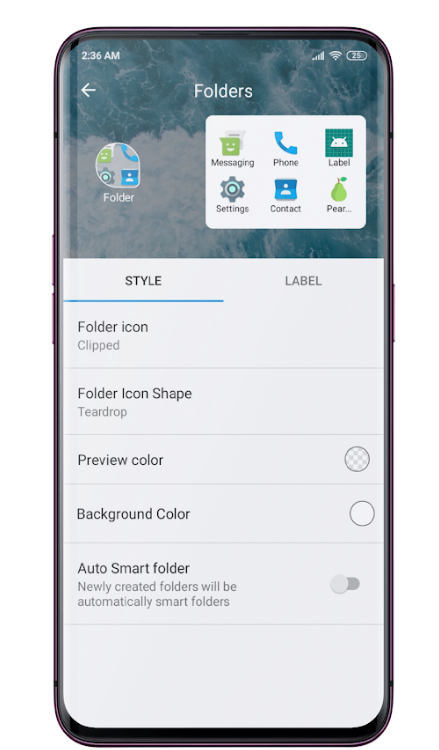 2:36 AM
25
Folders
Folder
Messaging
Phone
Label
Settings
Contact
Pear...
STYLE
LABEL
Folder icon
Clipped
Folder Icon Shape
Teardrop
Preview color
Background Color
Auto Smart folder
Newly created folders will be
automatically smart folders